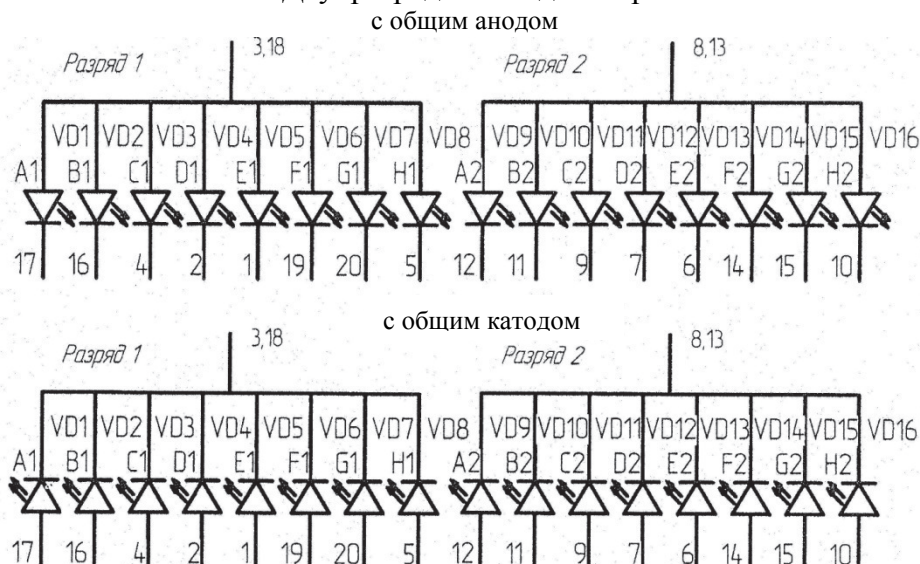 с общим анодом
Разряд 1 3,18 Разряд 2 8,13
VD1 VD2 VD3 VD4 VD5 VD6 VD7 VD8 VD9 VD10 VD11 VD12 VD13 VD14 VD15 VD16
A1 B1 C1 D1 E1 F1 G1 H1 A2 B2 C2 D2 E2 F2 G2 H2
17 16 4 2 1 19 20 5 12 11 9 7 6 14 15 10
с общим катодом
Разряд 1 3,18 Разряд 2 8,13
VD1 VD2 VD3 VD4 VD5 VD6 VD7 VD8 VD9 VD10 VD11 VD12 VD13 VD14 VD15 VD16
A1 B1 C1 D1 E1 F1 G1 H1 A2 B2 C2 D2 E2 F2 G2 H2
17 16 4 2 1 19 20 5 12 11 9 7 6 14 15 10